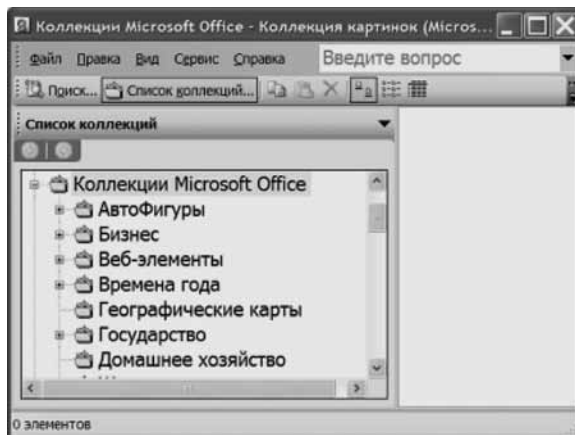 Коллекции Microsoft Office - Коллекция картинок (Micros...
Файл Правка Вид Сервис Справка Введите вопрос
Поиск... Список коллекций...
Список коллекций
Коллекции Microsoft Office
АвтоФигуры
Бизнес
Веб-элементы
Времена года
Географические карты
Государство
Домашнее хозяйство
0 элементов